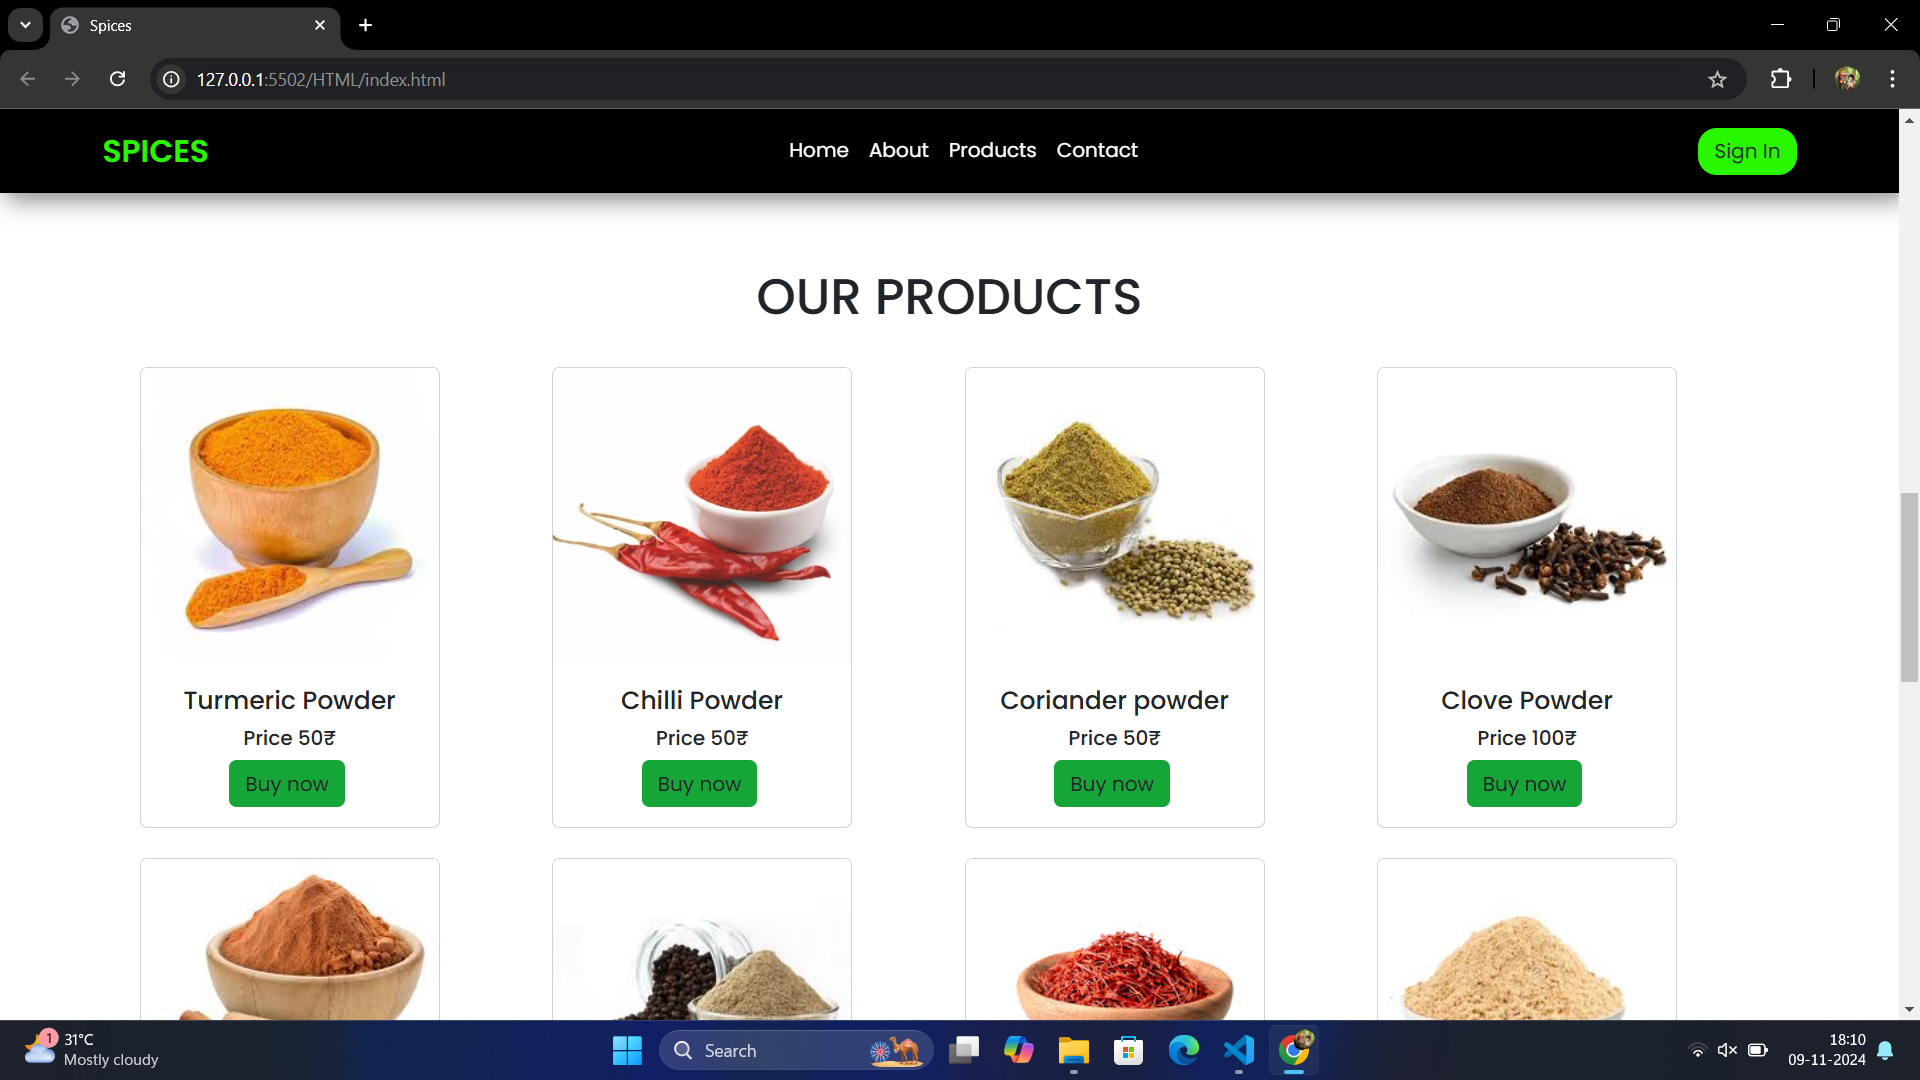 Spices
127.0.0.1:5502/HTML/index.html
SPICES
Home About Products Contact
Sign In
OUR PRODUCTS
Turmeric Powder
Price 50₹
Buy now
Chilli Powder
Price 50₹
Buy now
Coriander powder
Price 50₹
Buy now
Clove Powder
Price 100₹
Buy now
1
31°C
Mostly cloudy
Search
18:10
09-11-2024